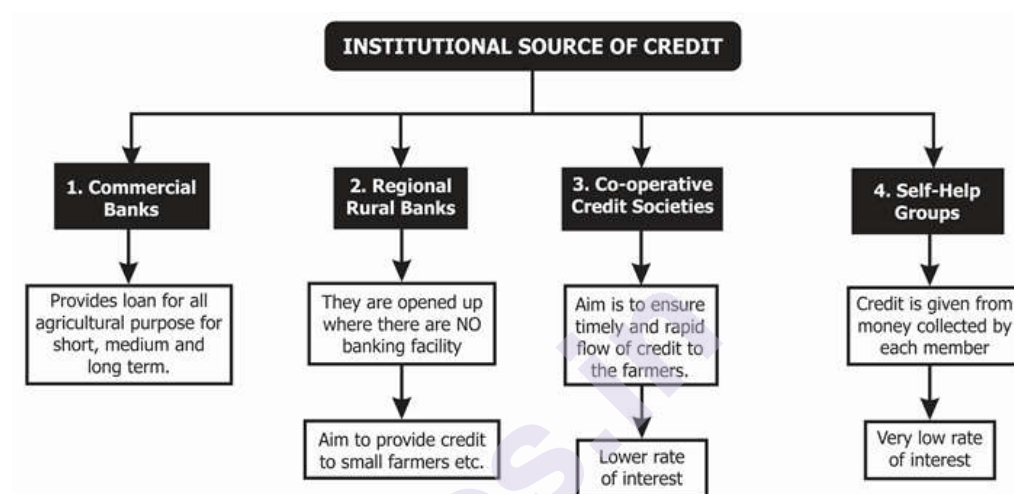 INSTITUTIONAL SOURCE OF CREDIT
1. Commercial
Banks
2. Regional
Rural Banks
3. Co-operative
Credit Societies
4. Self-Help
Groups
Provides loan for all
agricultural purpose for
short, medium and
long term.
They are opened up
where there are NO
banking facility
Aim is to ensure
timely and rapid
flow of credit to
the farmers.
Credit is given from
money collected by
each member
Aim to provide credit
to small farmers etc.
Lower rate
of interest
Very low rate
of interest